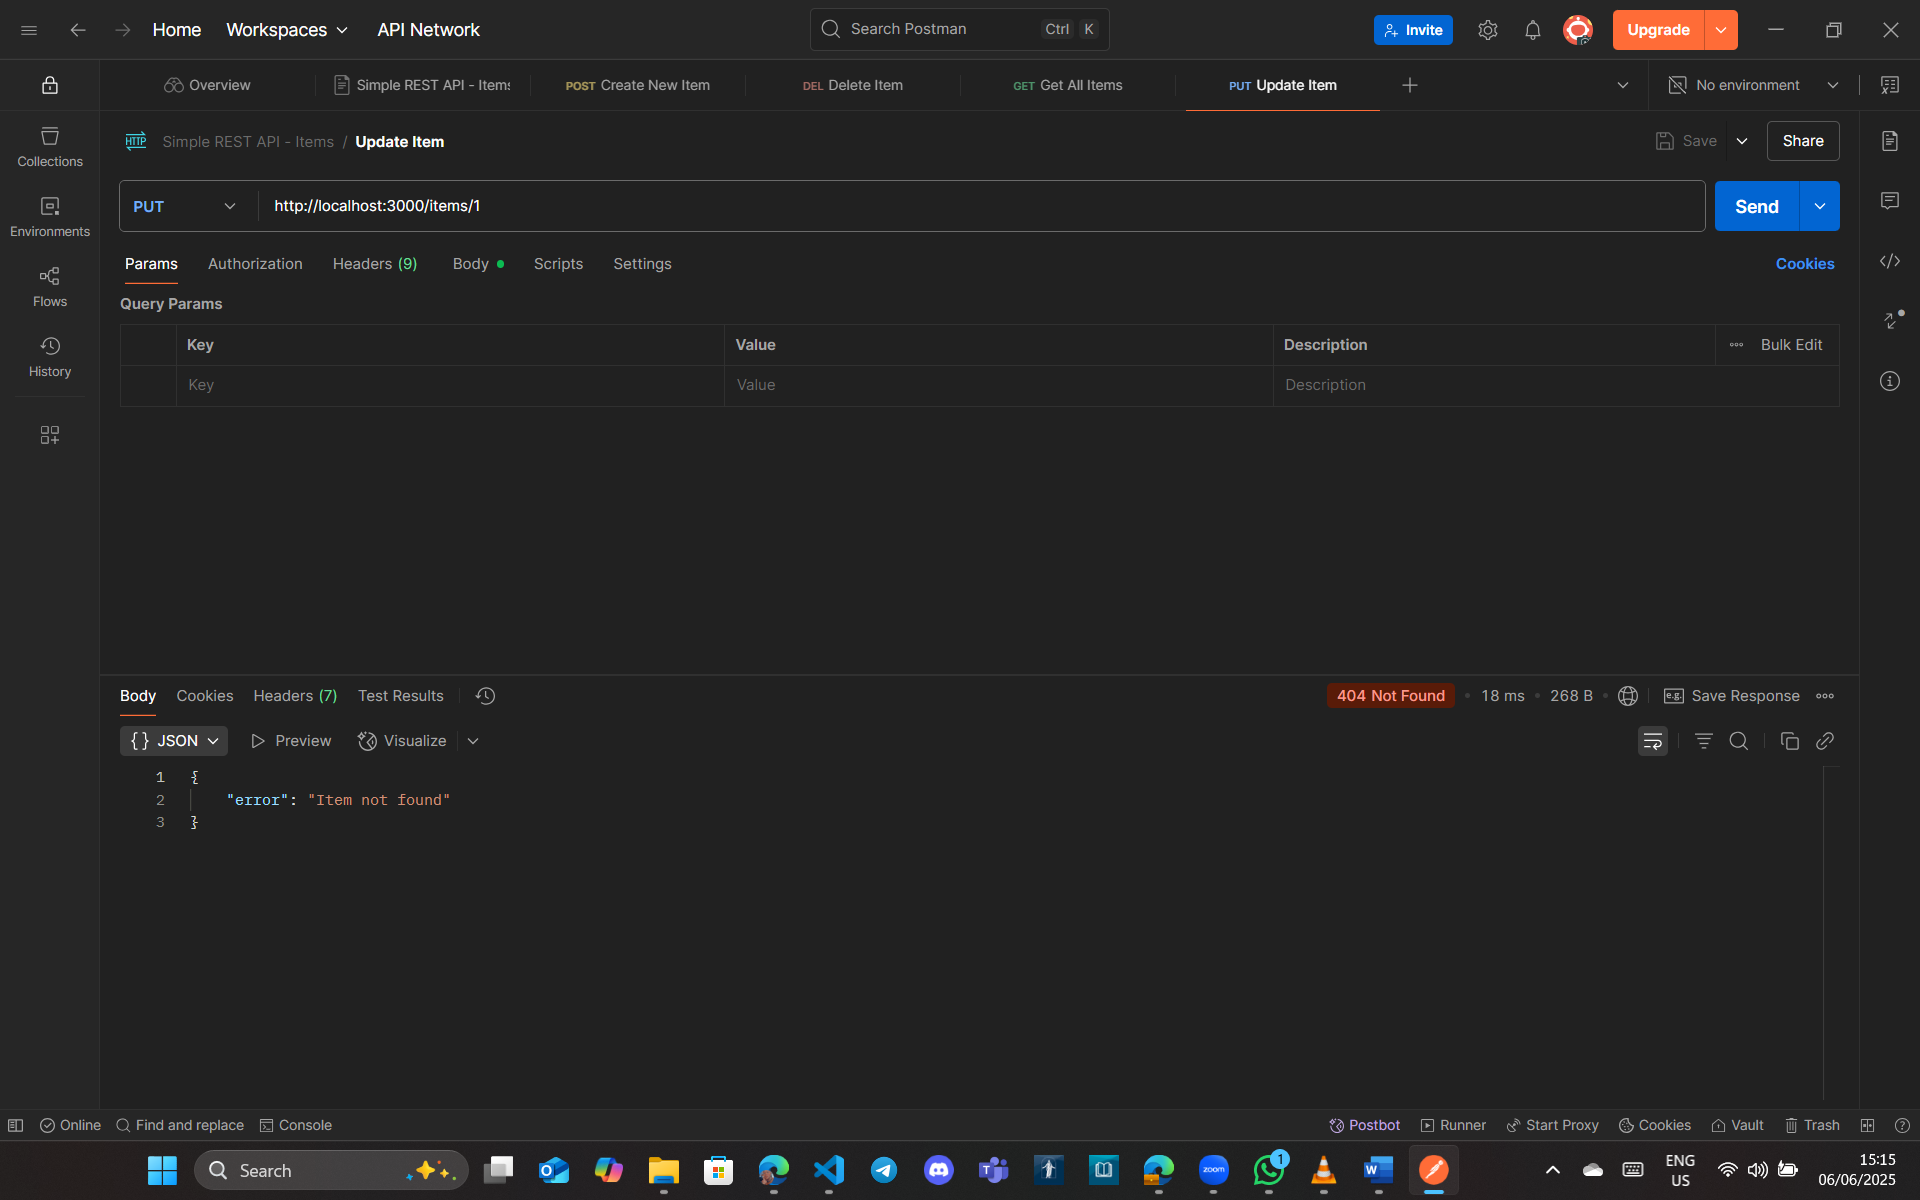 Home Workspaces API Network Search Postman Ctrl K Invite Upgrade
Overview Simple REST API - Items POST Create New Item DEL Delete Item GET Get All Items PUT Update Item No environment
HTTP Simple REST API - Items / Update Item Save Share
PUT http://localhost:3000/items/1 Send
Params Authorization Headers (9) Body Scripts Settings Cookies
Query Params
Key Value Description Bulk Edit
Key Value Description
Collections
Environments
Flows
History
Body Cookies Headers (7) Test Results 404 Not Found 18 ms 268 B e.g. Save Response
{} JSON Preview Visualize
1 {
2 "error": "Item not found"
3 }
Online Find and replace Console Postbot Runner Start Proxy Cookies Vault Trash
Search zoom 1 ENG US 15:15
06/06/2025